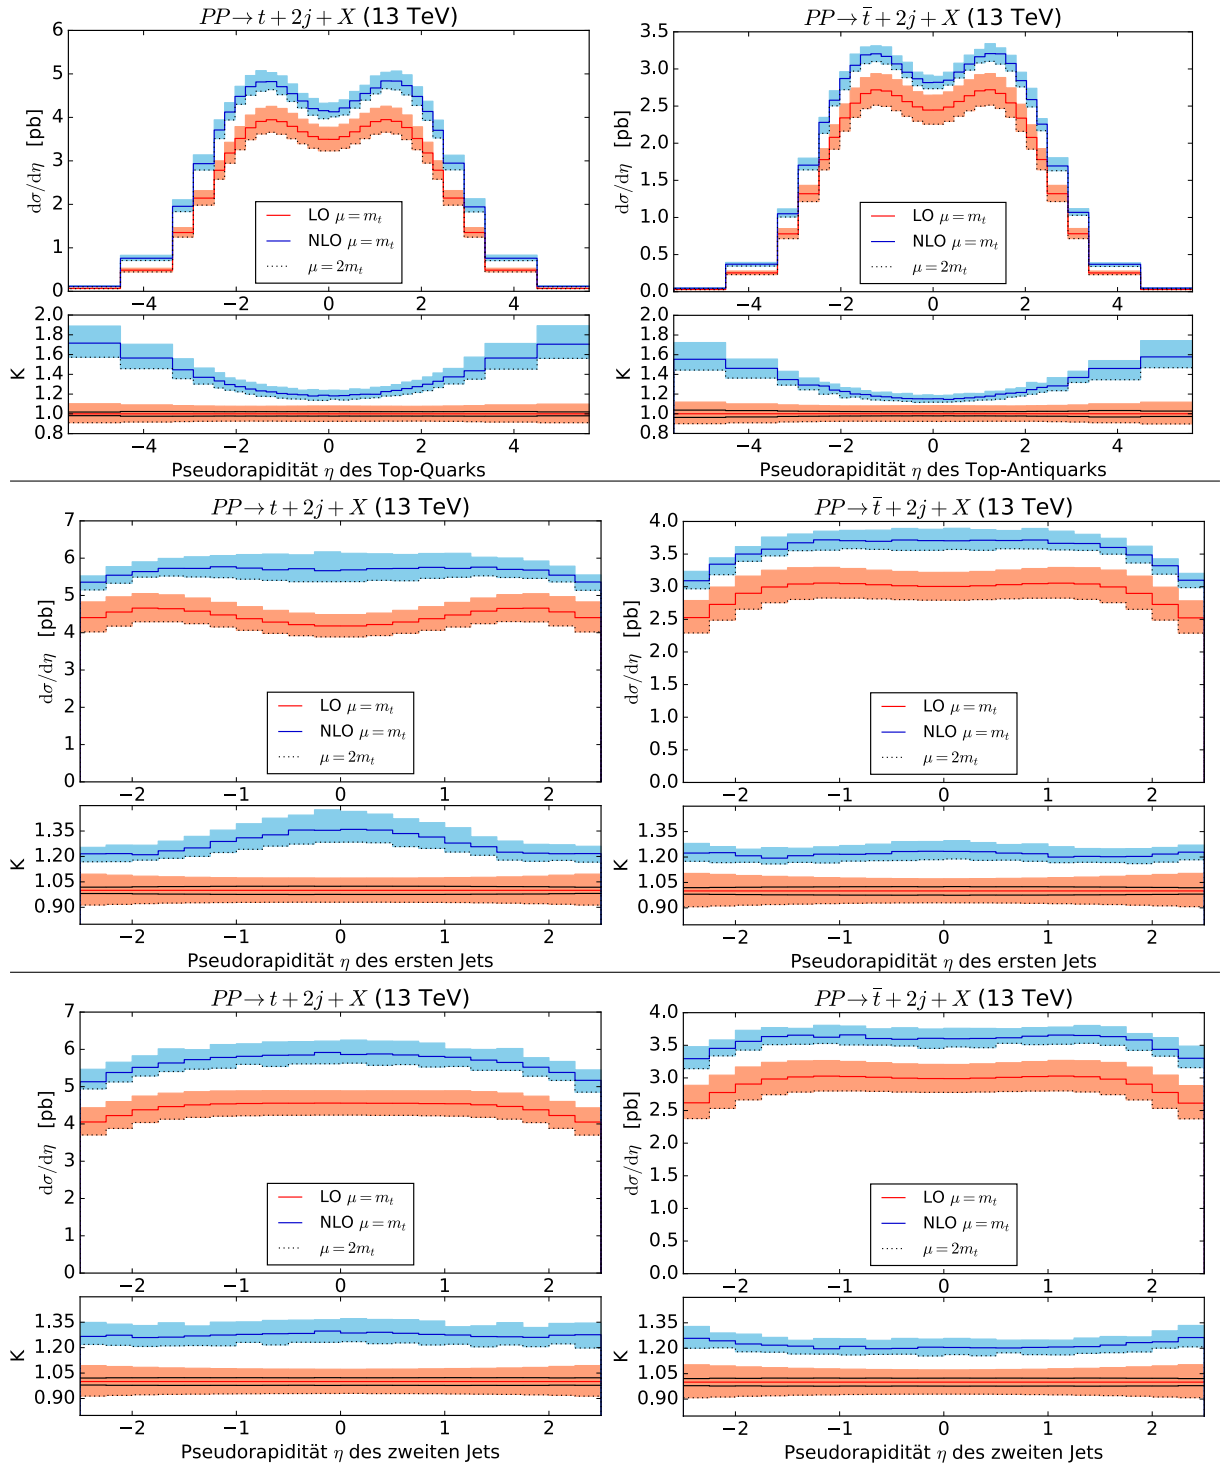 PP → t + 2j + X (13 TeV)
6
5
4
3
2
1
0
dσ/dη [pb]
LO μ = m_t
NLO μ = m_t
μ = 2m_t
−4 −2 0 2 4
2.0
1.8
1.6
1.4
1.2
1.0
0.8
K
−4 −2 0 2 4
Pseudorapidität η des Top-Quarks
PP → t̅ + 2j + X (13 TeV)
3.5
3.0
2.5
2.0
1.5
1.0
0.5
0.0
dσ/dη [pb]
LO μ = m_t
NLO μ = m_t
μ = 2m_t
−4 −2 0 2 4
2.0
1.8
1.6
1.4
1.2
1.0
0.8
K
−4 −2 0 2 4
Pseudorapidität η des Top-Antiquarks
PP → t + 2j + X (13 TeV)
7
6
5
4
3
2
1
0
dσ/dη [pb]
LO μ = m_t
NLO μ = m_t
μ = 2m_t
−2 −1 0 1 2
1.35
1.20
1.05
0.90
K
−2 −1 0 1 2
Pseudorapidität η des ersten Jets
PP → t̅ + 2j + X (13 TeV)
4.0
3.5
3.0
2.5
2.0
1.5
1.0
0.5
0.0
dσ/dη [pb]
LO μ = m_t
NLO μ = m_t
μ = 2m_t
−2 −1 0 1 2
1.35
1.20
1.05
0.90
K
−2 −1 0 1 2
Pseudorapidität η des ersten Jets
PP → t + 2j + X (13 TeV)
7
6
5
4
3
2
1
0
dσ/dη [pb]
LO μ = m_t
NLO μ = m_t
μ = 2m_t
−2 −1 0 1 2
1.35
1.20
1.05
0.90
K
−2 −1 0 1 2
Pseudorapidität η des zweiten Jets
PP → t̅ + 2j + X (13 TeV)
4.0
3.5
3.0
2.5
2.0
1.5
1.0
0.5
0.0
dσ/dη [pb]
LO μ = m_t
NLO μ = m_t
μ = 2m_t
−2 −1 0 1 2
1.35
1.20
1.05
0.90
K
−2 −1 0 1 2
Pseudorapidität η des zweiten Jets